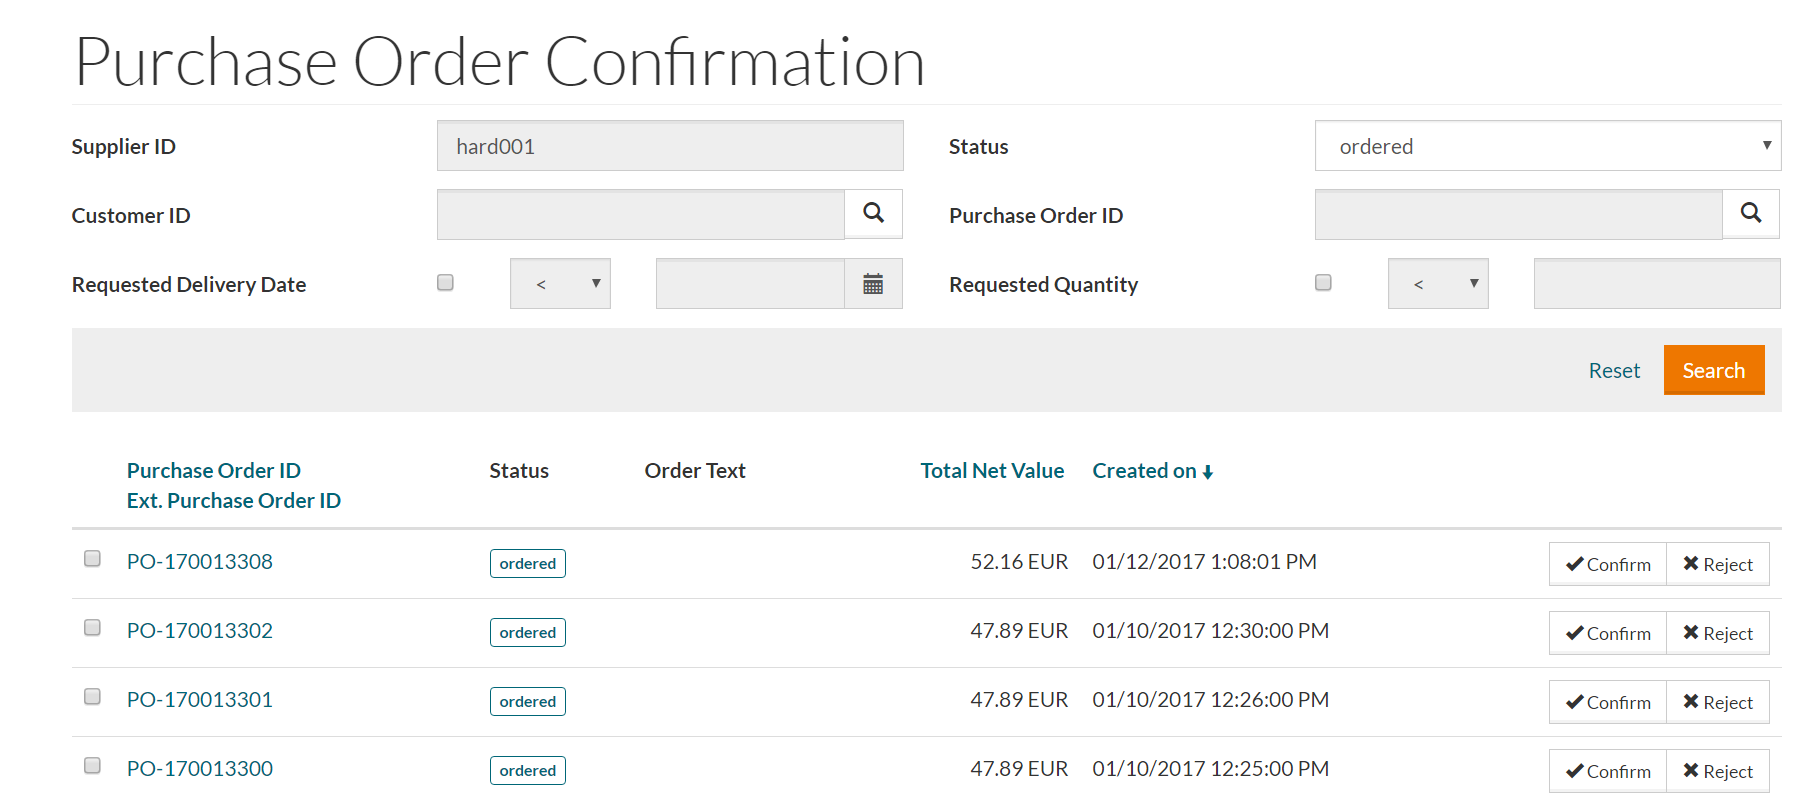 Purchase Order Confirmation
Supplier ID hard001 Status ordered
Customer ID Purchase Order ID
Requested Delivery Date < Requested Quantity <
Reset Search
Purchase Order ID Status Order Text Total Net Value Created on
Ext. Purchase Order ID
PO-170013308 ordered 52.16 EUR 01/12/2017 1:08:01 PM Confirm Reject
PO-170013302 ordered 47.89 EUR 01/10/2017 12:30:00 PM Confirm Reject
PO-170013301 ordered 47.89 EUR 01/10/2017 12:26:00 PM Confirm Reject
PO-170013300 ordered 47.89 EUR 01/10/2017 12:25:00 PM Confirm Reject